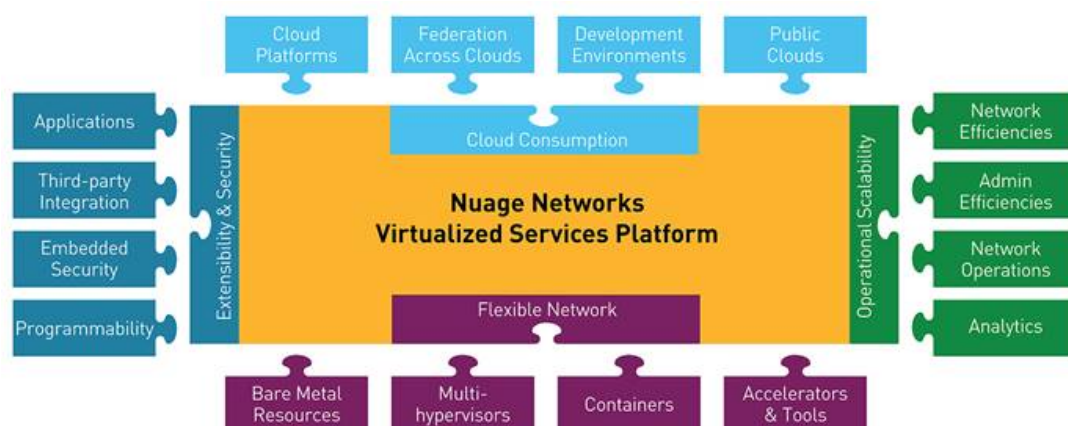 Cloud
Platforms
Federation
Across Clouds
Development
Environments
Public
Clouds
Applications
Third-party
Integration
Embedded
Security
Programmability
Extensibility & Security
Cloud Consumption
Nuage Networks
Virtualized Services Platform
Flexible Network
Operational Scalability
Network
Efficiencies
Admin
Efficiencies
Network
Operations
Analytics
Bare Metal
Resources
Multi-
hypervisors
Containers
Accelerators
& Tools